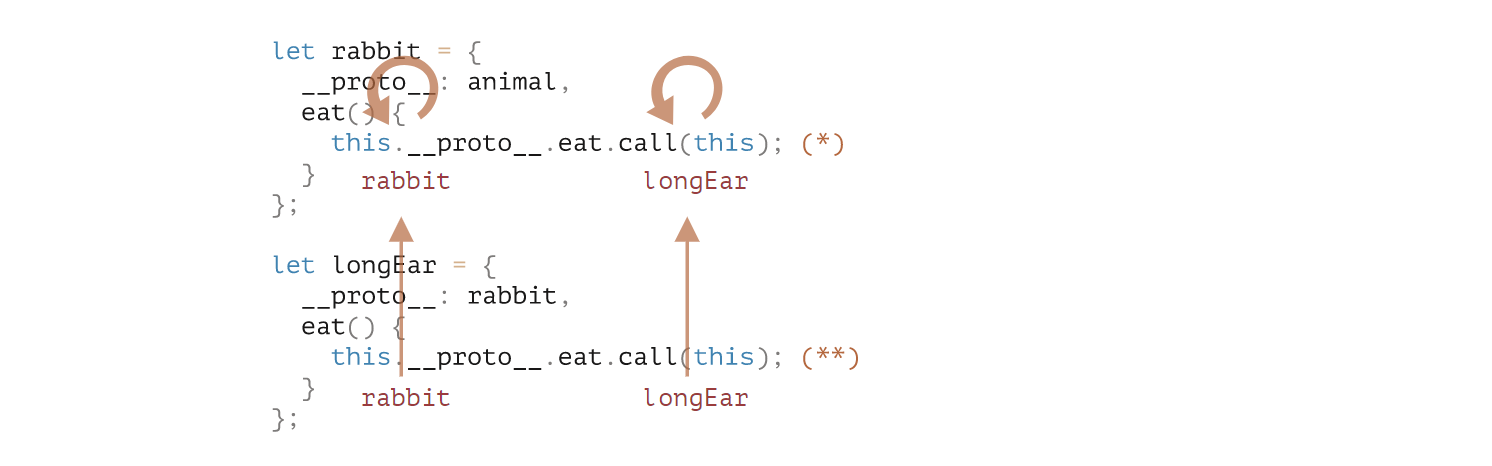 let rabbit = {
  __proto__: animal,
  eat() {
    this.__proto__.eat.call(this); (*)
  }   rabbit             longEar
};
let longEar = {
  __proto__: rabbit,
  eat() {
    this.__proto__.eat.call(this); (**)
  }   rabbit             longEar
};